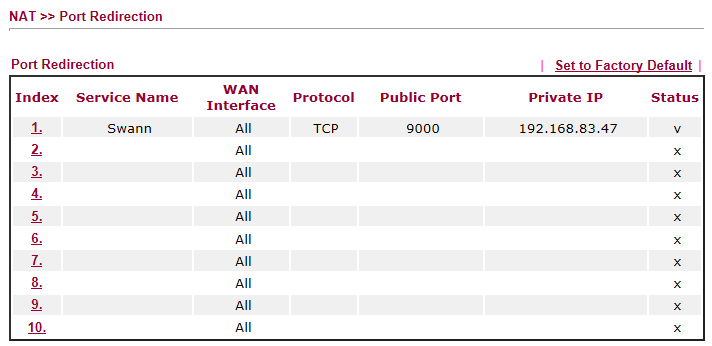 NAT >> Port Redirection
Port Redirection | Set to Factory Default |
Index Service Name WAN Interface Protocol Public Port Private IP Status
1. Swann All TCP 9000 192.168.83.47 v
2. All x
3. All x
4. All x
5. All x
6. All x
7. All x
8. All x
9. All x
10. All x